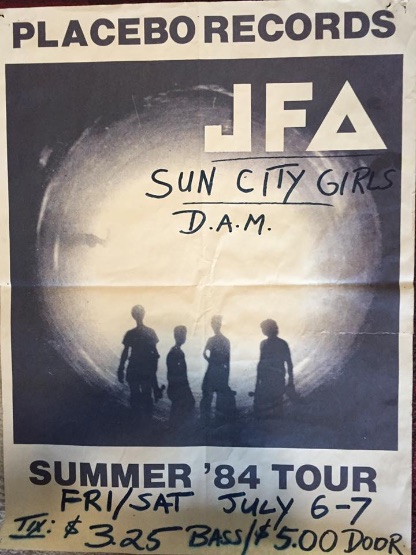 PLACEBO RECORDS
JFA
SUN CITY GIRLS
D.A.M.
SUMMER '84 TOUR
FRI/SAT JULY 6-7
TIX: $3.25 BASS/$5.00 DOOR